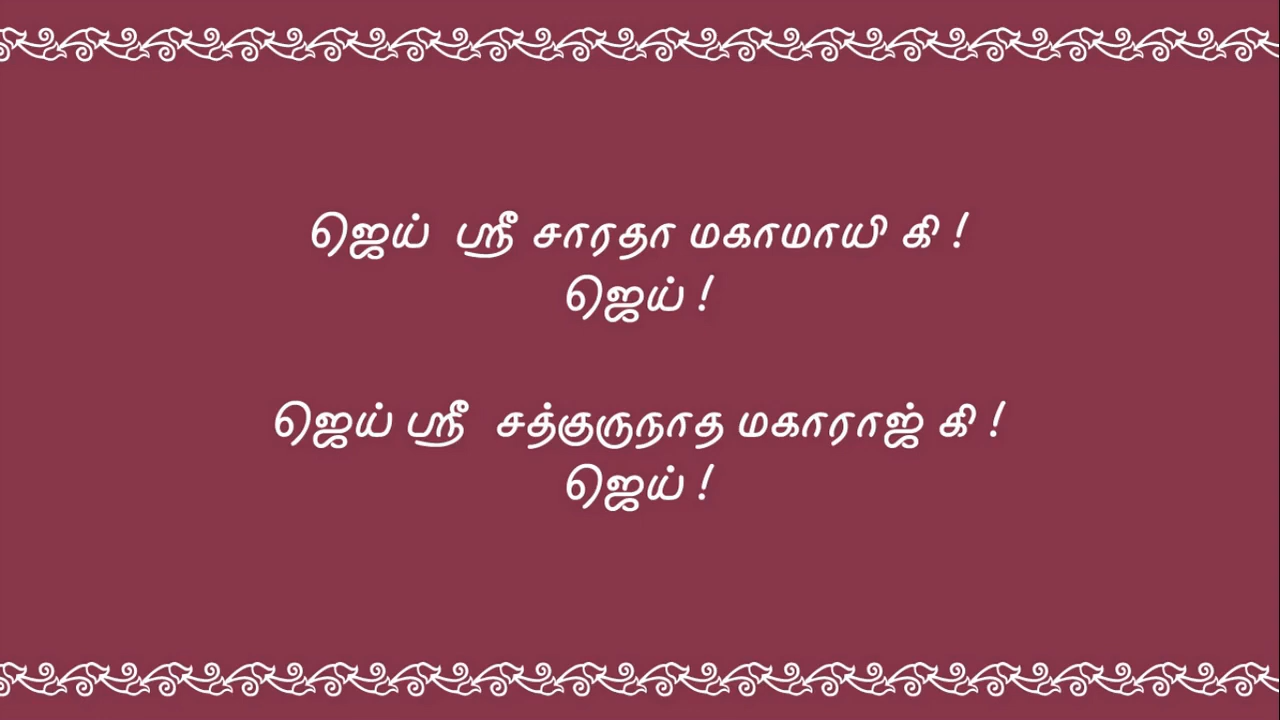 ஜெய் ஸ்ரீ சாரதா மகாமாயி கி !
ஜெய் !
ஜெய் ஸ்ரீ சத்குருநாத மகாராஜ் கி !
ஜெய் !